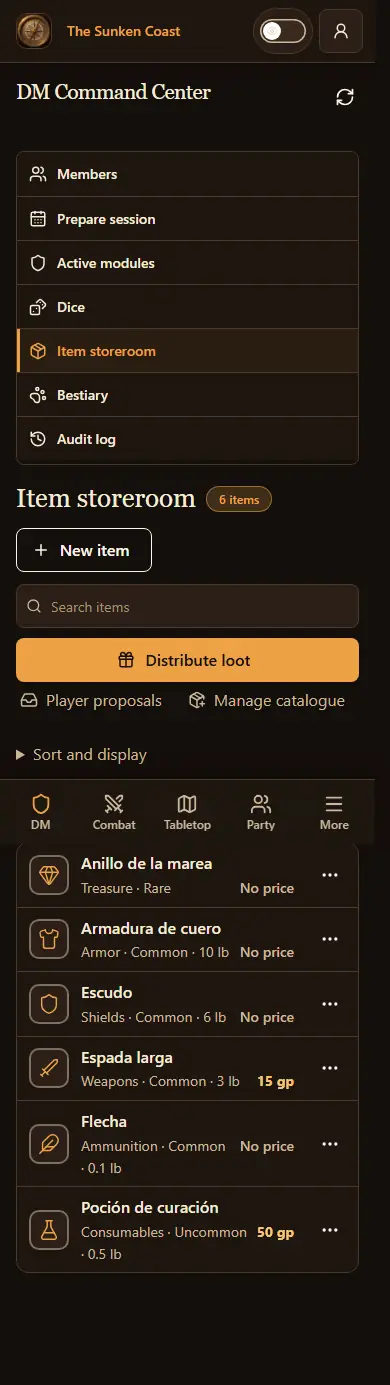 The Sunken Coast
DM Command Center
Members
Prepare session
Active modules
Dice
Item storeroom
Bestiary
Audit log
Item storeroom
6 items
New item
Search items
Distribute loot
Player proposals
Manage catalogue
Sort and display
DM
Combat
Tabletop
Party
More
Anillo de la marea
Treasure · Rare
No price
Armadura de cuero
Armor · Common · 10 lb
No price
Escudo
Shields · Common · 6 lb
No price
Espada larga
Weapons · Common · 3 lb
15 gp
Flecha
Ammunition · Common
· 0.1 lb
No price
Poción de curación
Consumables · Uncommon
· 0.5 lb
50 gp